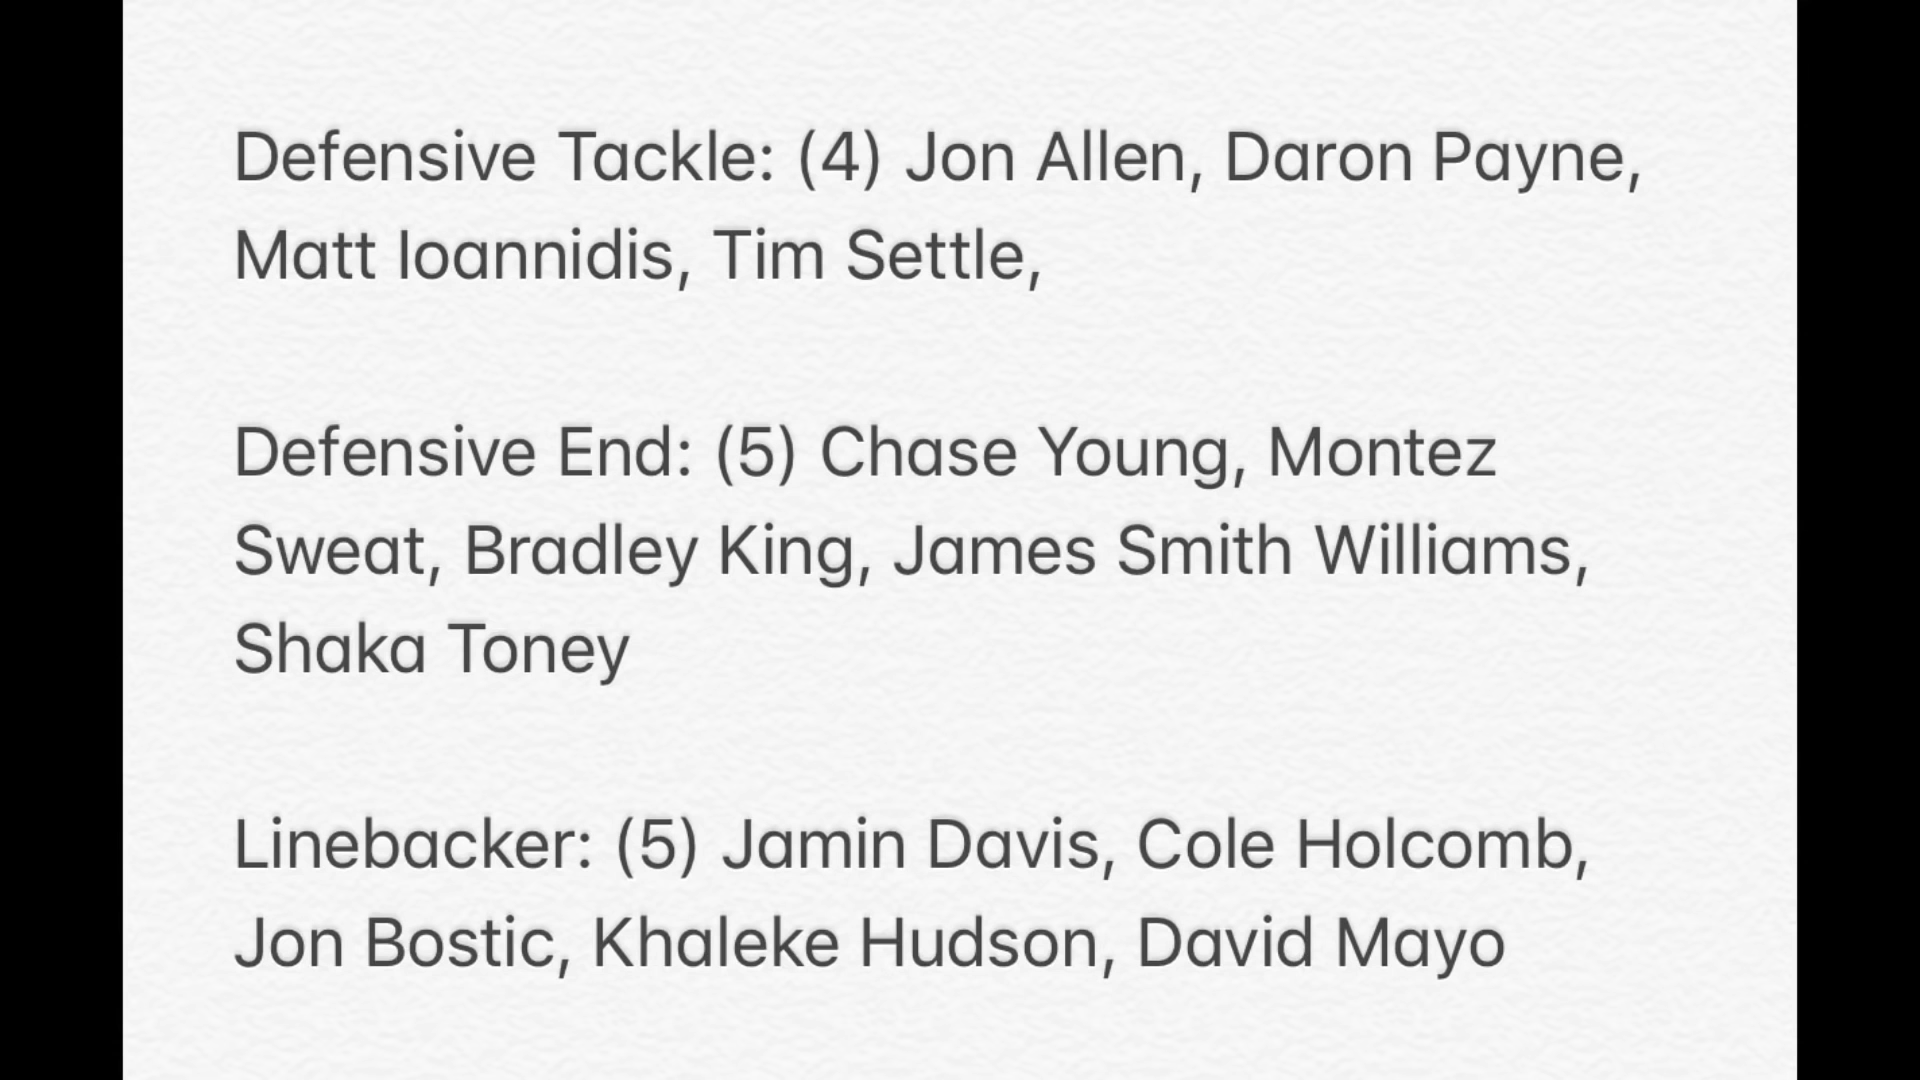 Defensive Tackle: (4) Jon Allen, Daron Payne,
Matt Ioannidis, Tim Settle,
Defensive End: (5) Chase Young, Montez
Sweat, Bradley King, James Smith Williams,
Shaka Toney
Linebacker: (5) Jamin Davis, Cole Holcomb,
Jon Bostic, Khaleke Hudson, David Mayo